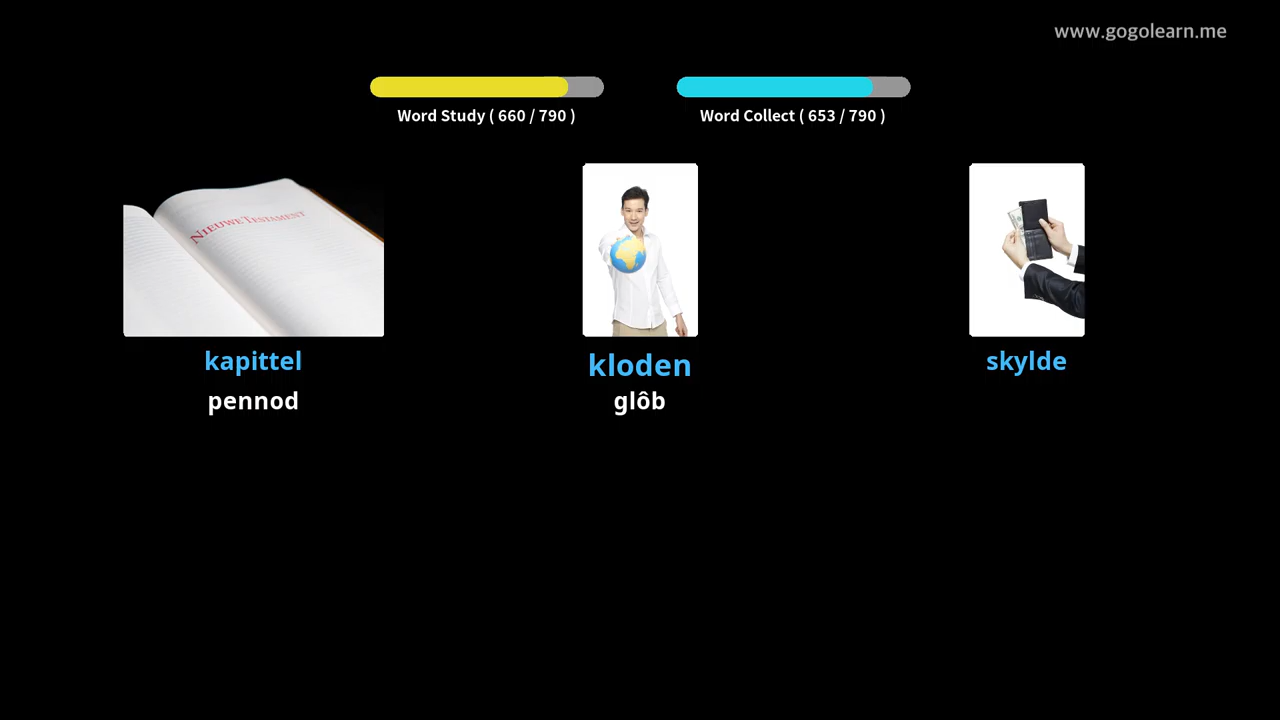 www.gogolearn.me
Word Study ( 660 / 790 )
Word Collect ( 653 / 790 )
NIEUWE TESTAMENT
kapittel
kloden
skylde
pennod
glôb